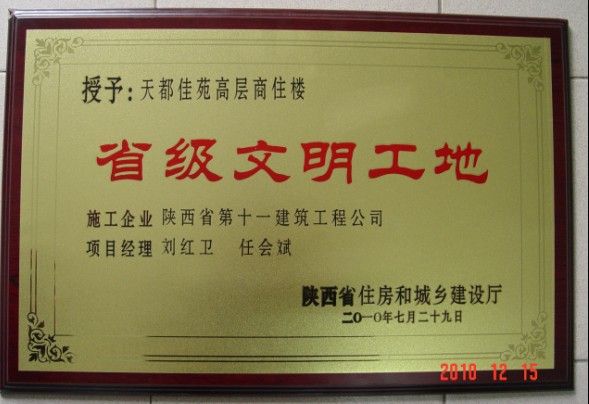 授予：天都佳苑高层商住楼
省级文明工地
施工企业 陕西省第十一建筑工程公司
项目经理 刘红卫 任会斌
陕西省住房和城乡建设厅
二〇一〇年七月二十九日
2010 12 15